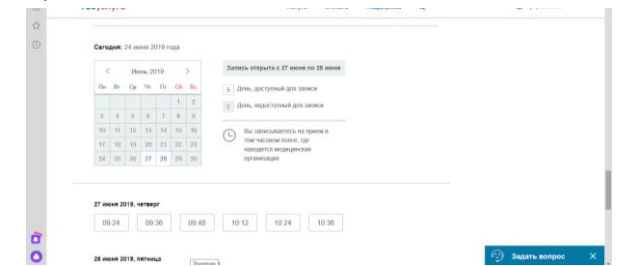 Сегодня: 24 июня 2019 года
Июнь 2019
Пн Вт Ср Чт Пт Сб Вс
1 2
3 4 5 6 7 8 9
10 11 12 13 14 15 16
17 18 19 20 21 22 23
24 25 26 27 28 29 30
Запись открыта с 27 июня по 28 июня
День, доступный для записи
День, недоступный для записи
Вы записываетесь на прием в
том часовом поясе, где
находится медицинская
организация
27 июня 2019, четверг
09:24 09:36 09:48 10:12 10:24 10:36
28 июня 2019, пятница
Задать вопрос